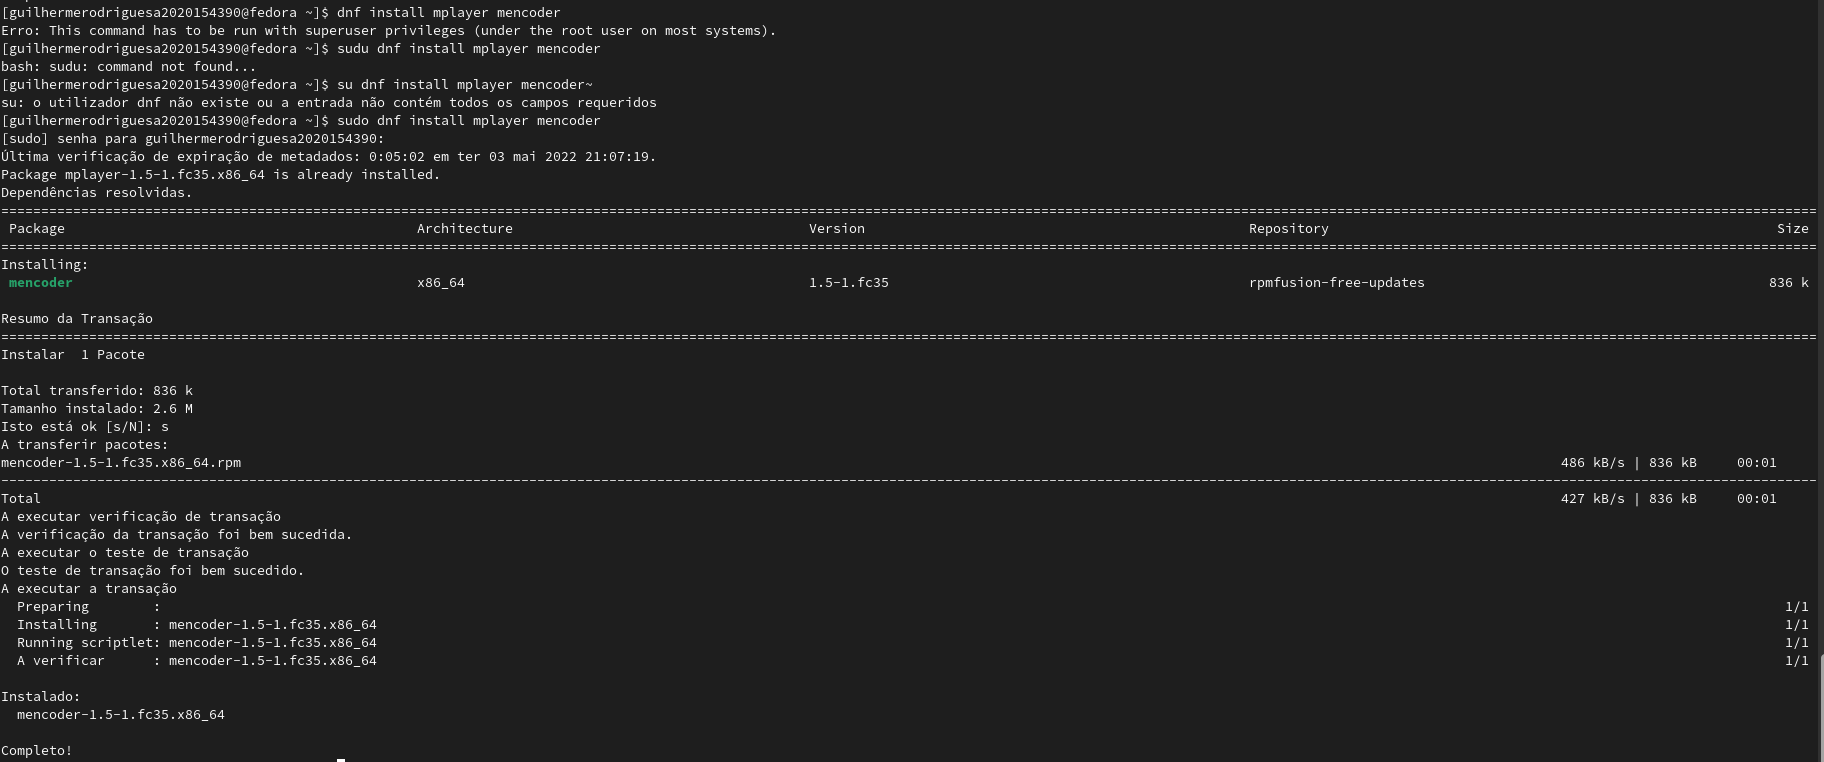 [guilhermerodriguesa2020154390@fedora ~]$ dnf install mplayer mencoder
Erro: This command has to be run with superuser privileges (under the root user on most systems).
[guilhermerodriguesa2020154390@fedora ~]$ sudu dnf install mplayer mencoder
bash: sudu: command not found...
[guilhermerodriguesa2020154390@fedora ~]$ su dnf install mplayer mencoder~
su: o utilizador dnf não existe ou a entrada não contém todos os campos requeridos
[guilhermerodriguesa2020154390@fedora ~]$ sudo dnf install mplayer mencoder
[sudo] senha para guilhermerodriguesa2020154390:
Última verificação de expiração de metadados: 0:05:02 em ter 03 mai 2022 21:07:19.
Package mplayer-1.5-1.fc35.x86_64 is already installed.
Dependências resolvidas.
Package Architecture Version Repository Size
Installing:
mencoder x86_64 1.5-1.fc35 rpmfusion-free-updates 836 k
Resumo da Transação
Instalar 1 Pacote
Total transferido: 836 k
Tamanho instalado: 2.6 M
Isto está ok [s/N]: s
A transferir pacotes:
mencoder-1.5-1.fc35.x86_64.rpm 486 kB/s | 836 kB 00:01
Total 427 kB/s | 836 kB 00:01
A executar verificação de transação
A verificação da transação foi bem sucedida.
A executar o teste de transação
O teste de transação foi bem sucedido.
A executar a transação
Preparing : 1/1
Installing : mencoder-1.5-1.fc35.x86_64 1/1
Running scriptlet: mencoder-1.5-1.fc35.x86_64 1/1
A verificar : mencoder-1.5-1.fc35.x86_64 1/1
Instalado:
mencoder-1.5-1.fc35.x86_64
Completo!